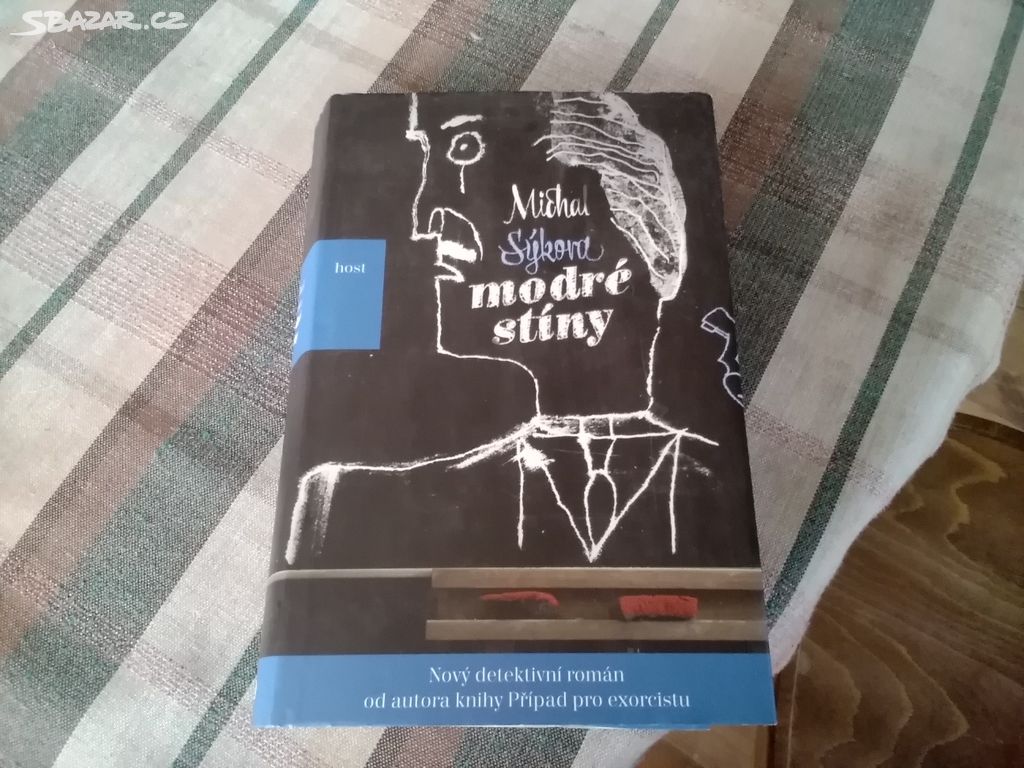 SBAZAR.CZ
host
Michal
Sýkora
modré
stíny
Nový detektivní román
od autora knihy Případ pro exorcistu